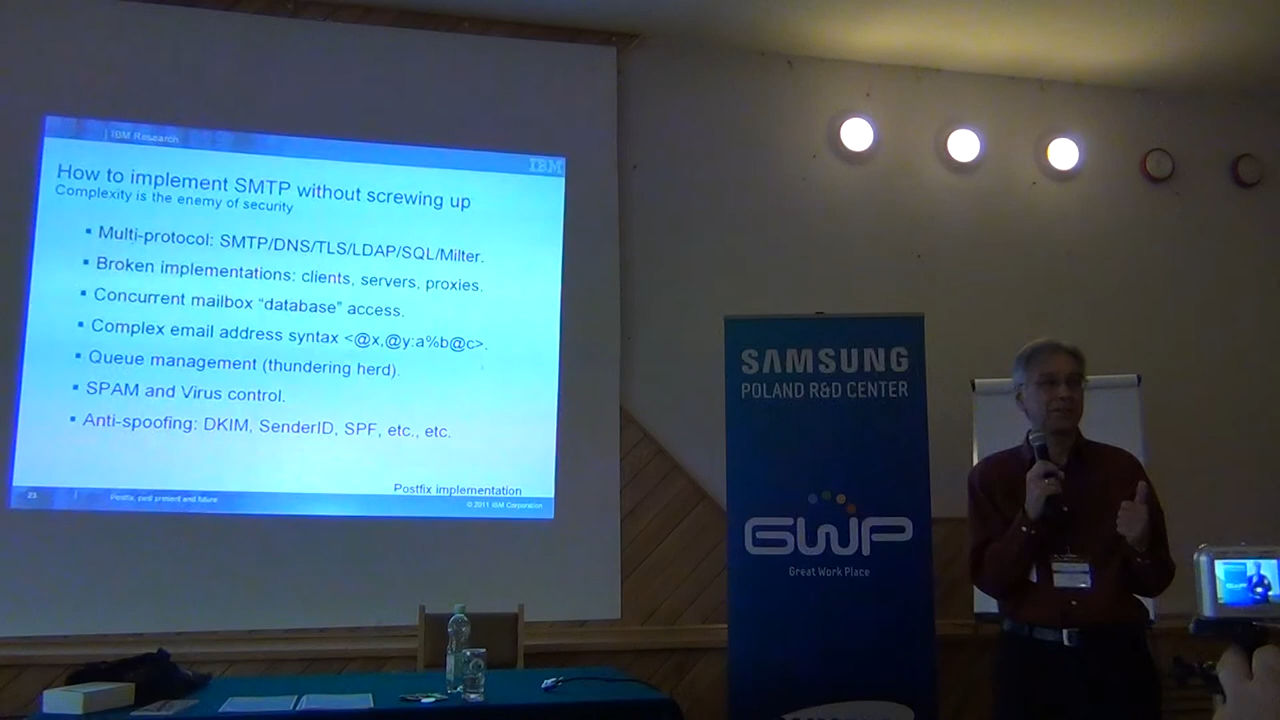 | IBM Research
IBM
How to implement SMTP without screwing up
Complexity is the enemy of security
▪ Multi-protocol: SMTP/DNS/TLS/LDAP/SQL/Milter.
▪ Broken implementations: clients, servers, proxies.
▪ Concurrent mailbox “database” access.
▪ Complex email address syntax <@x,@y:a%b@c>.
▪ Queue management (thundering herd).
▪ SPAM and Virus control.
▪ Anti-spoofing: DKIM, SenderID, SPF, etc., etc.
Postfix implementation
23 | Postfix, past present and future © 2011 IBM Corporation
SAMSUNG
POLAND R&D CENTER
GWP
Great Work Place